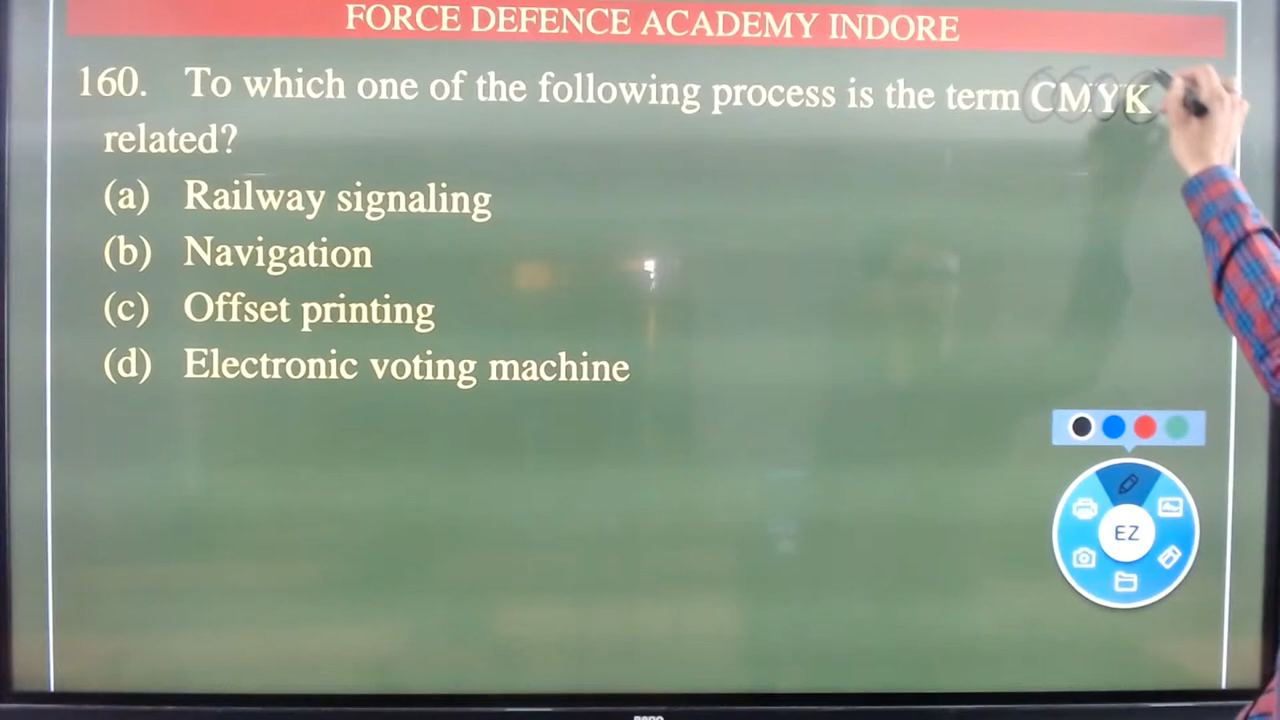 FORCE DEFENCE ACADEMY INDORE
160. To which one of the following process is the term CMYK
related?
(a) Railway signaling
(b) Navigation
(c) Offset printing
(d) Electronic voting machine
EZ